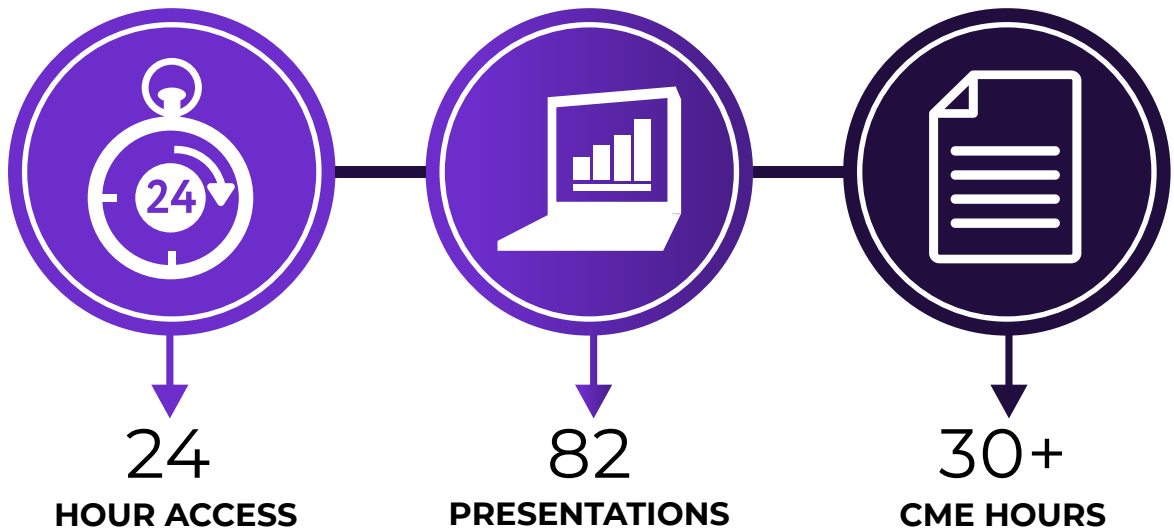 24
24
HOUR ACCESS
82
PRESENTATIONS
30+
CME HOURS